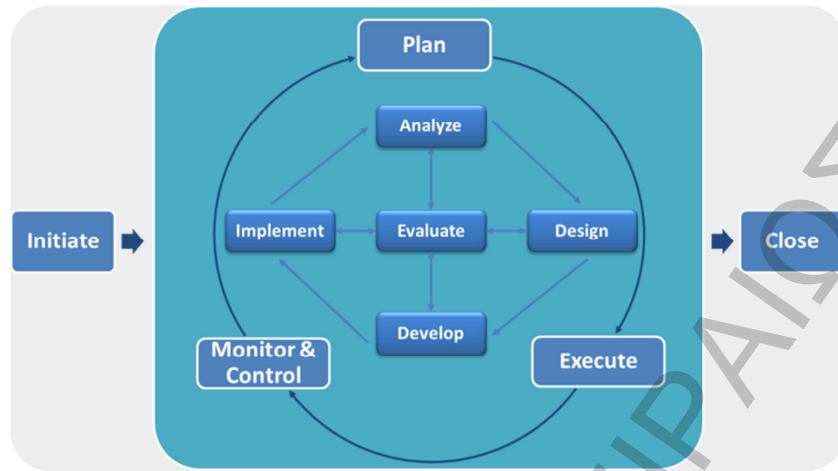 Plan
Analyze
Initiate
Implement
Evaluate
Design
Close
Develop
Monitor &
Control
Execute